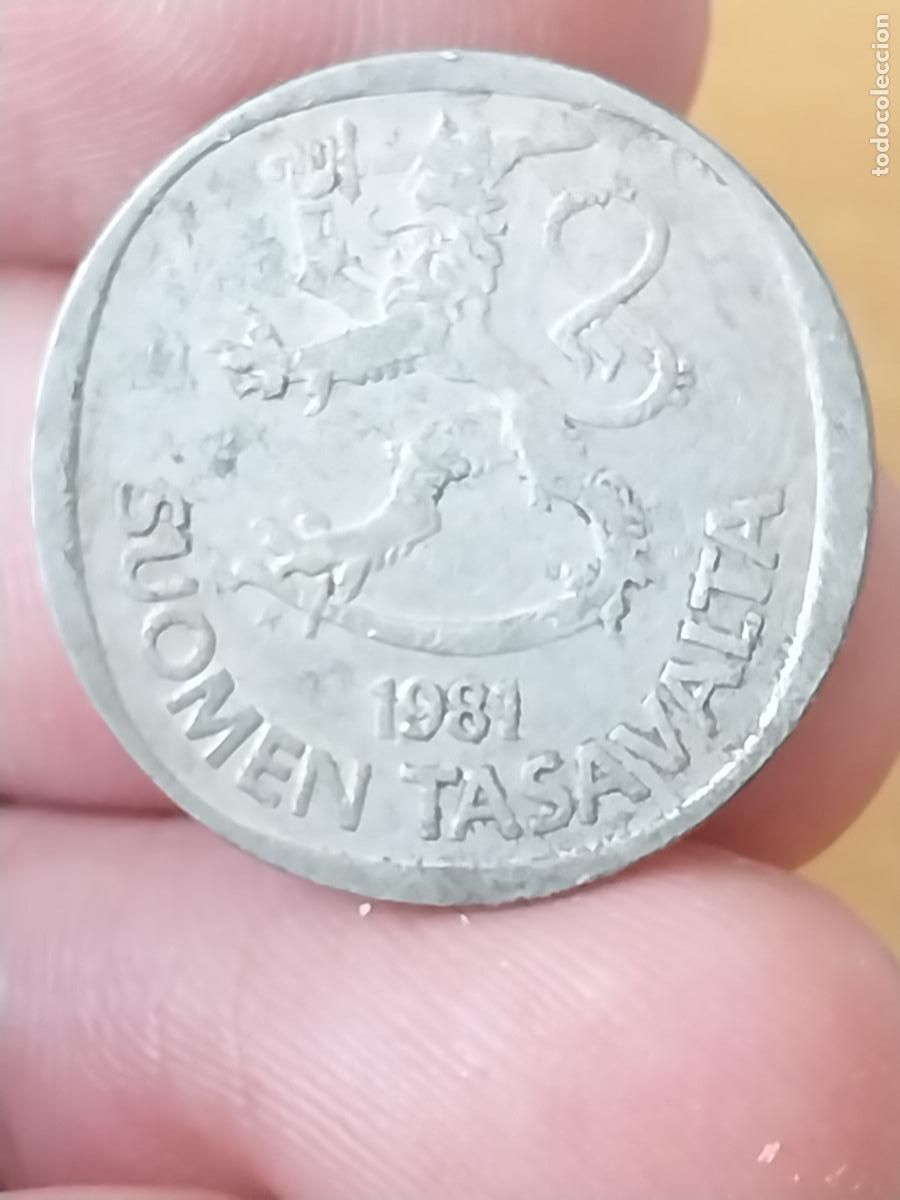 1981
SUOMEN TASAVALTA
todocoleccion